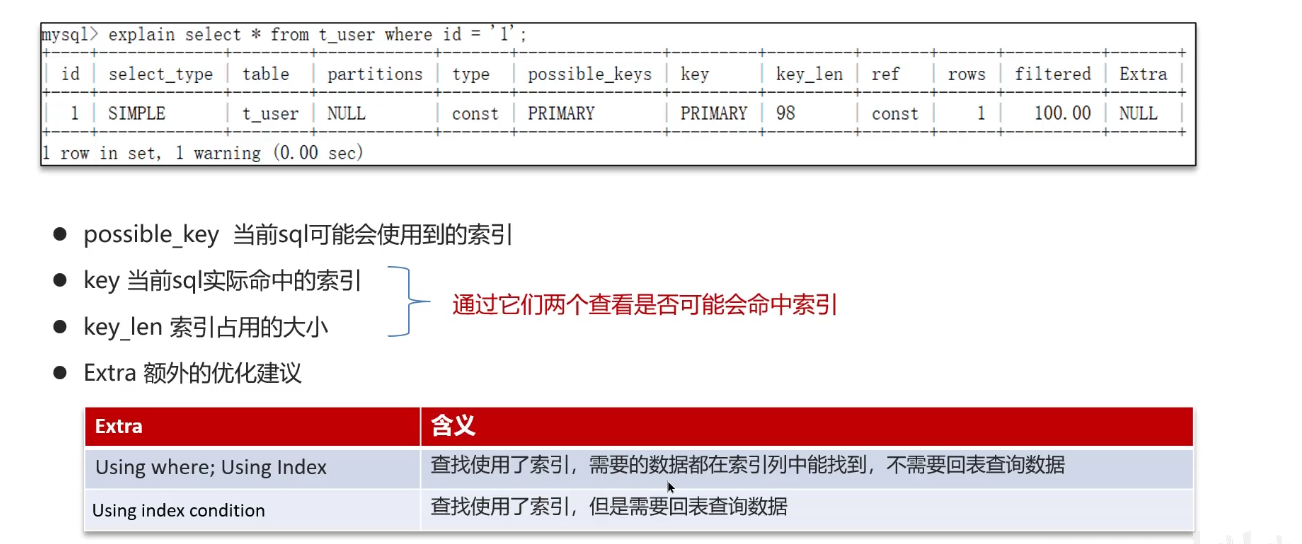 mysql> explain select * from t_user where id = '1';
| id | select_type | table | partitions | type | possible_keys | key | key_len | ref | rows | filtered | Extra |
| 1 | SIMPLE | t_user | NULL | const | PRIMARY | PRIMARY | 98 | const | 1 | 100.00 | NULL |
1 row in set, 1 warning (0.00 sec)
● possible_key 当前sql可能会使用到的索引
● key 当前sql实际命中的索引
通过它们两个查看是否可能会命中索引
● key_len 索引占用的大小
● Extra 额外的优化建议
Extra 含义
Using where; Using Index 查找使用了索引，需要的数据都在索引列中能找到，不需要回表查询数据
Using index condition 查找使用了索引，但是需要回表查询数据